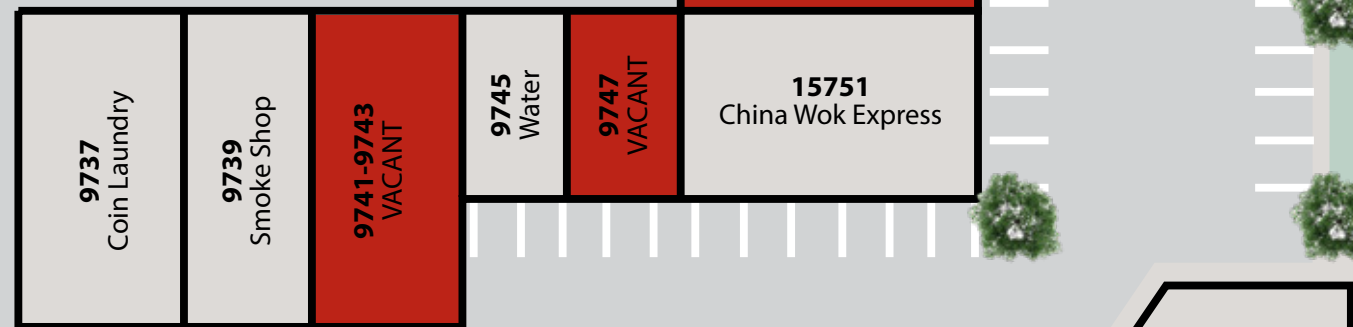 9737
Coin Laundry
9739
Smoke Shop
9741-9743
VACANT
9745
Water
9747
VACANT
15751
China Wok Express